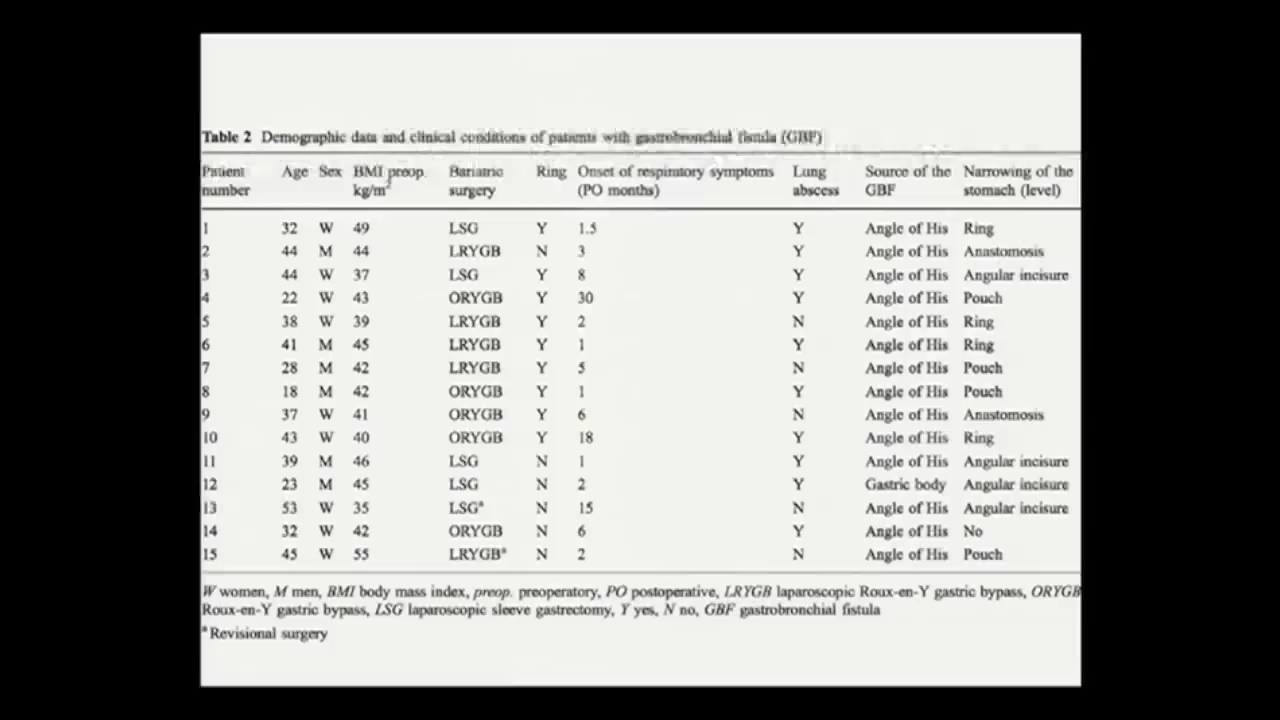 Table 2 Demographic data and clinical conditions of patients with gastrobronchial fistula (GBF)
Patient number Age Sex BMI preop. kg/m² Bariatric surgery Ring Onset of respiratory symptoms (PO months) Lung abscess Source of the GBF Narrowing of the stomach (level)
1 32 W 49 LSG Y 1.5 Y Angle of His Ring
2 44 M 44 LRYGB N 3 Y Angle of His Anastomosis
3 44 W 37 LSG Y 8 Y Angle of His Angular incisure
4 22 W 43 ORYGB Y 30 Y Angle of His Pouch
5 38 W 39 LRYGB Y 2 N Angle of His Ring
6 41 M 45 LRYGB Y 1 Y Angle of His Ring
7 28 M 42 LRYGB Y 5 N Angle of His Pouch
8 18 M 42 ORYGB Y 1 Y Angle of His Pouch
9 37 W 41 ORYGB Y 6 N Angle of His Anastomosis
10 43 W 40 ORYGB Y 18 Y Angle of His Ring
11 39 M 46 LSG N 1 Y Angle of His Angular incisure
12 23 M 45 LSG N 2 Y Gastric body Angular incisure
13 53 W 35 LSGª N 15 N Angle of His Angular incisure
14 32 W 42 ORYGB N 6 Y Angle of His No
15 45 W 55 LRYGBª N 2 N Angle of His Pouch
W women, M men, BMI body mass index, preop. preoperatory, PO postoperative, LRYGB laparoscopic Roux-en-Y gastric bypass, ORYGB
Roux-en-Y gastric bypass, LSG laparoscopic sleeve gastrectomy, Y yes, N no, GBF gastrobronchial fistula
ª Revisional surgery